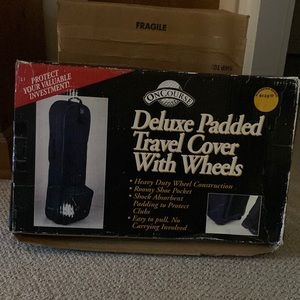 FRAGILE
PROTECT
YOUR VALUABLE
INVESTMENT!
ONCOURSE
Deluxe Padded
Travel Cover
With Wheels
• Heavy Duty Wheel Construction
• Roomy Shoe Pocket
• Shock Absorbent
Padding to Protect
Clubs
• Easy to pull. No
Carrying Involved